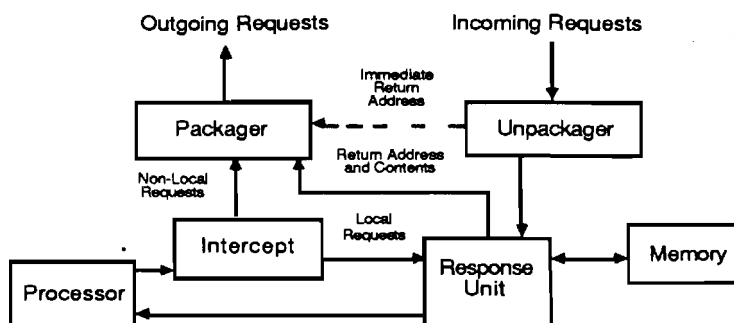 Outgoing Requests
Incoming Requests
Immediate
Return
Address
Packager
Unpackager
Return Address
and Contents
Non-Local
Requests
Intercept
Local
Requests
Response
Unit
Memory
Processor